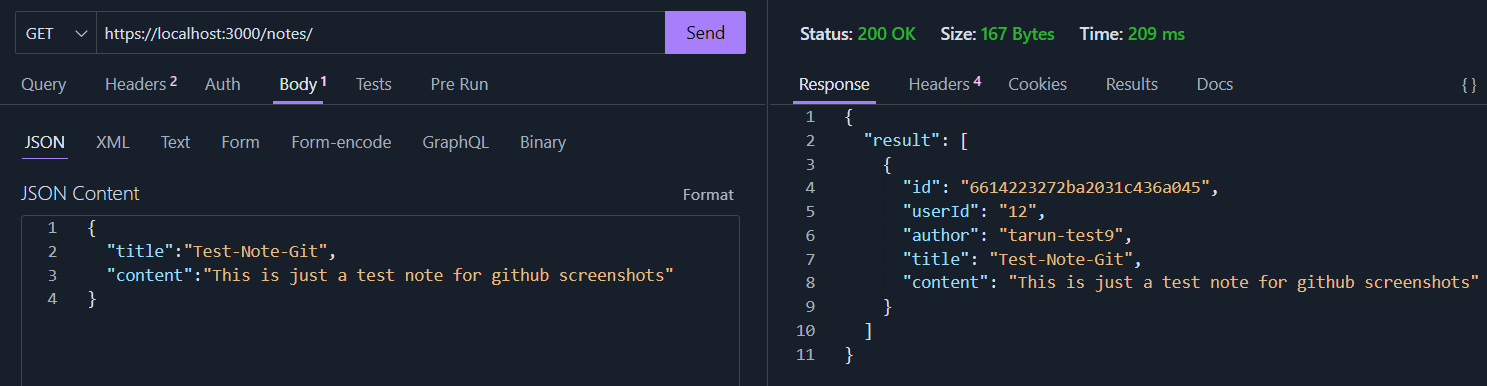 GET https://localhost:3000/notes/ Send
Query Headers 2 Auth Body 1 Tests Pre Run
JSON XML Text Form Form-encode GraphQL Binary
JSON Content Format
1 {
2 "title":"Test-Note-Git",
3 "content":"This is just a test note for github screenshots"
4 }
Status: 200 OK Size: 167 Bytes Time: 209 ms
Response Headers 4 Cookies Results Docs {}
1 {
2 "result": [
3 {
4 "id": "6614223272ba2031c436a045",
5 "userId": "12",
6 "author": "tarun-test9",
7 "title": "Test-Note-Git",
8 "content": "This is just a test note for github screenshots"
9 }
10 ]
11 }